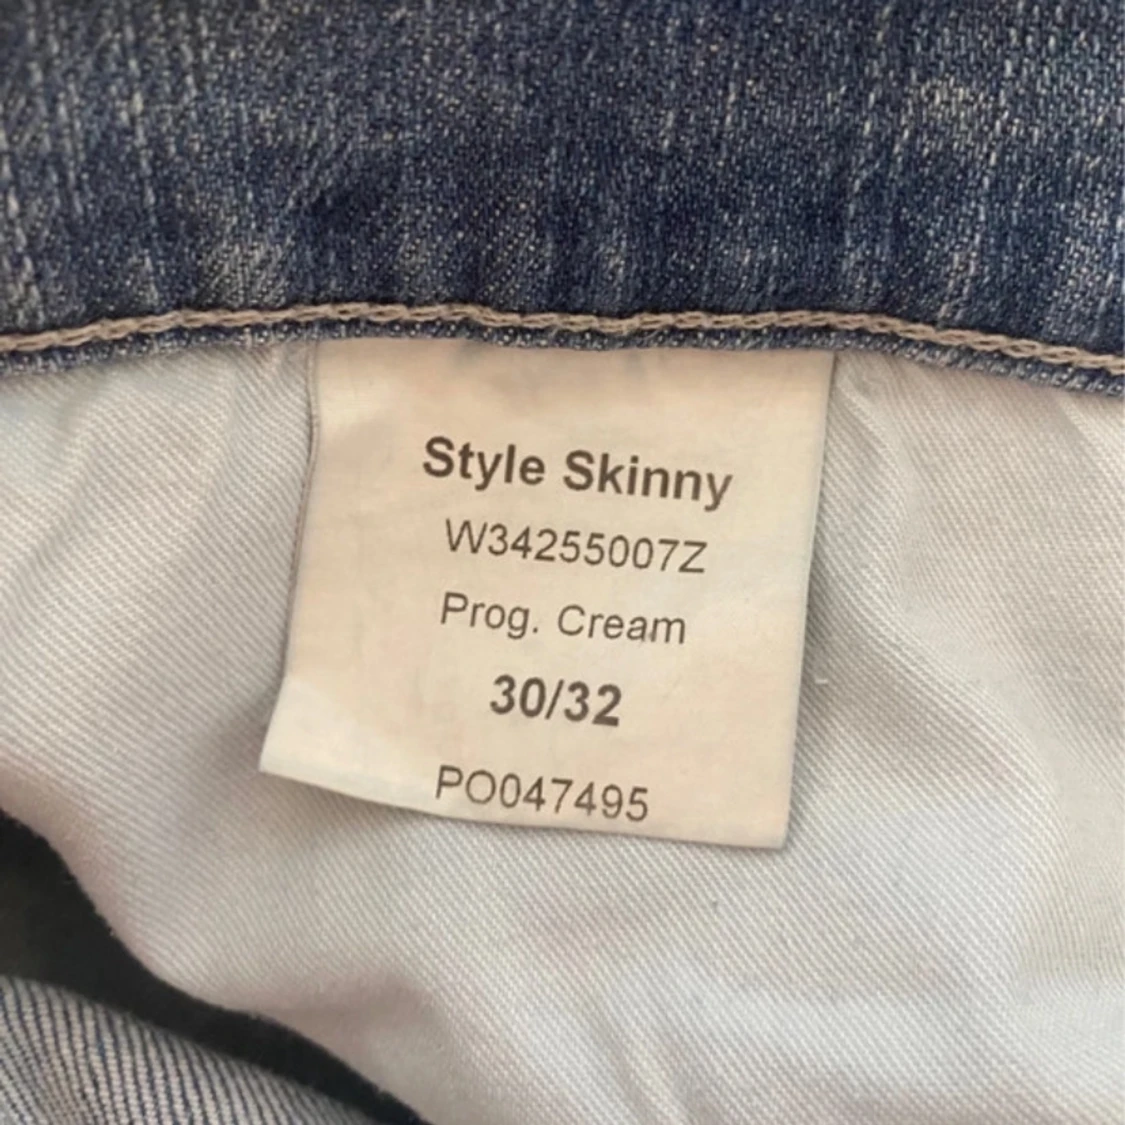 Style Skinny
W34255007Z
Prog. Cream
30/32
PO047495